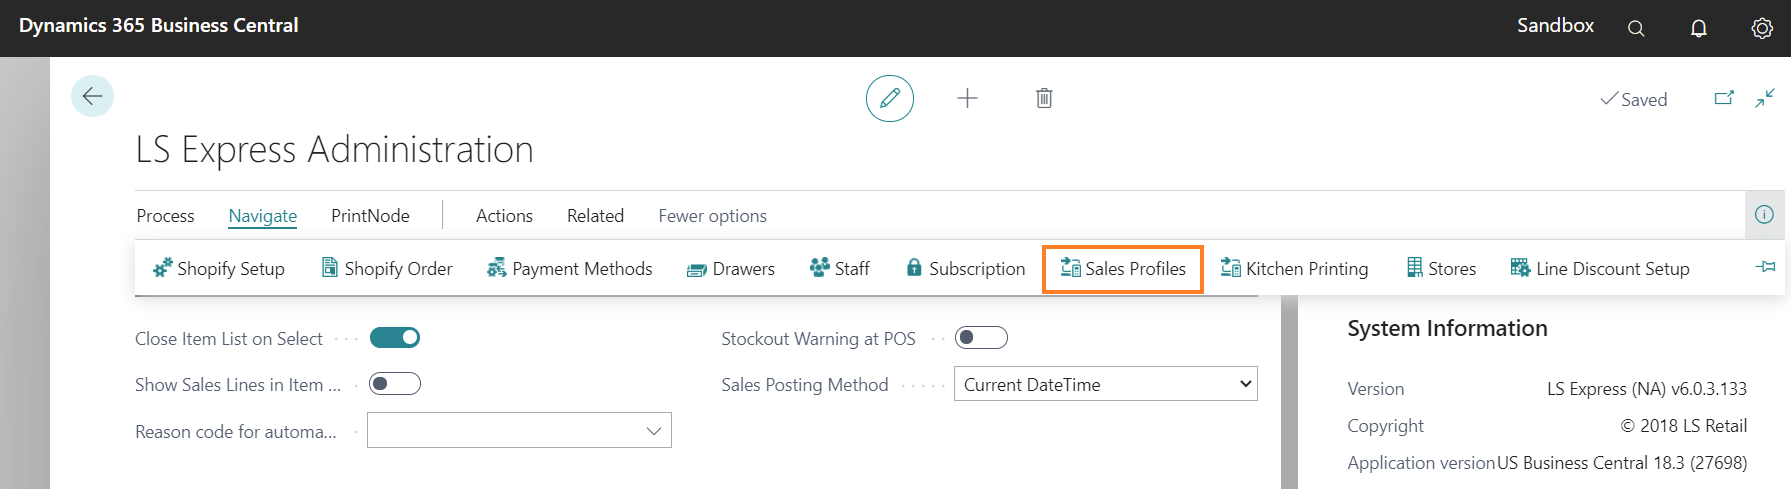 Dynamics 365 Business Central Sandbox
Saved
LS Express Administration
Process Navigate PrintNode Actions Related Fewer options
Shopify Setup Shopify Order Payment Methods Drawers Staff Subscription Sales Profiles Kitchen Printing Stores Line Discount Setup
Close Item List on Select Stockout Warning at POS
Show Sales Lines in Item ... Sales Posting Method Current DateTime
Reason code for automa...
System Information
Version LS Express (NA) v6.0.3.133
Copyright © 2018 LS Retail
Application version US Business Central 18.3 (27698)